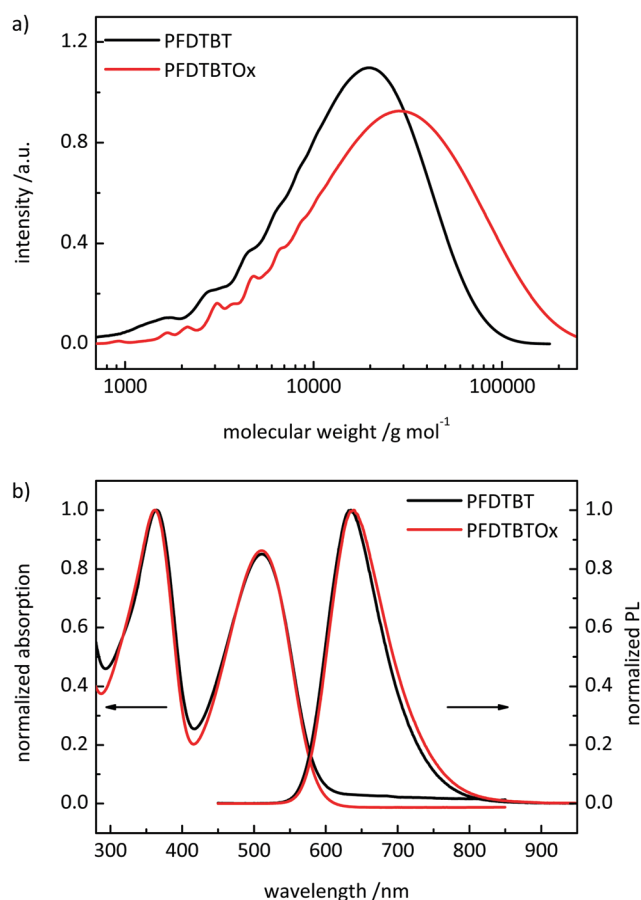 a)
PFDTBT
PFDTBTOx
intensity /a.u.
1.2
0.8
0.4
0.0
1000 10000 100000
molecular weight /g mol⁻¹
b)
PFDTBT
PFDTBTOx
normalized absorption
1.0
0.8
0.6
0.4
0.2
0.0
1.0
0.8
0.6
0.4
0.2
0.0
normalized PL
300 400 500 600 700 800 900
wavelength /nm